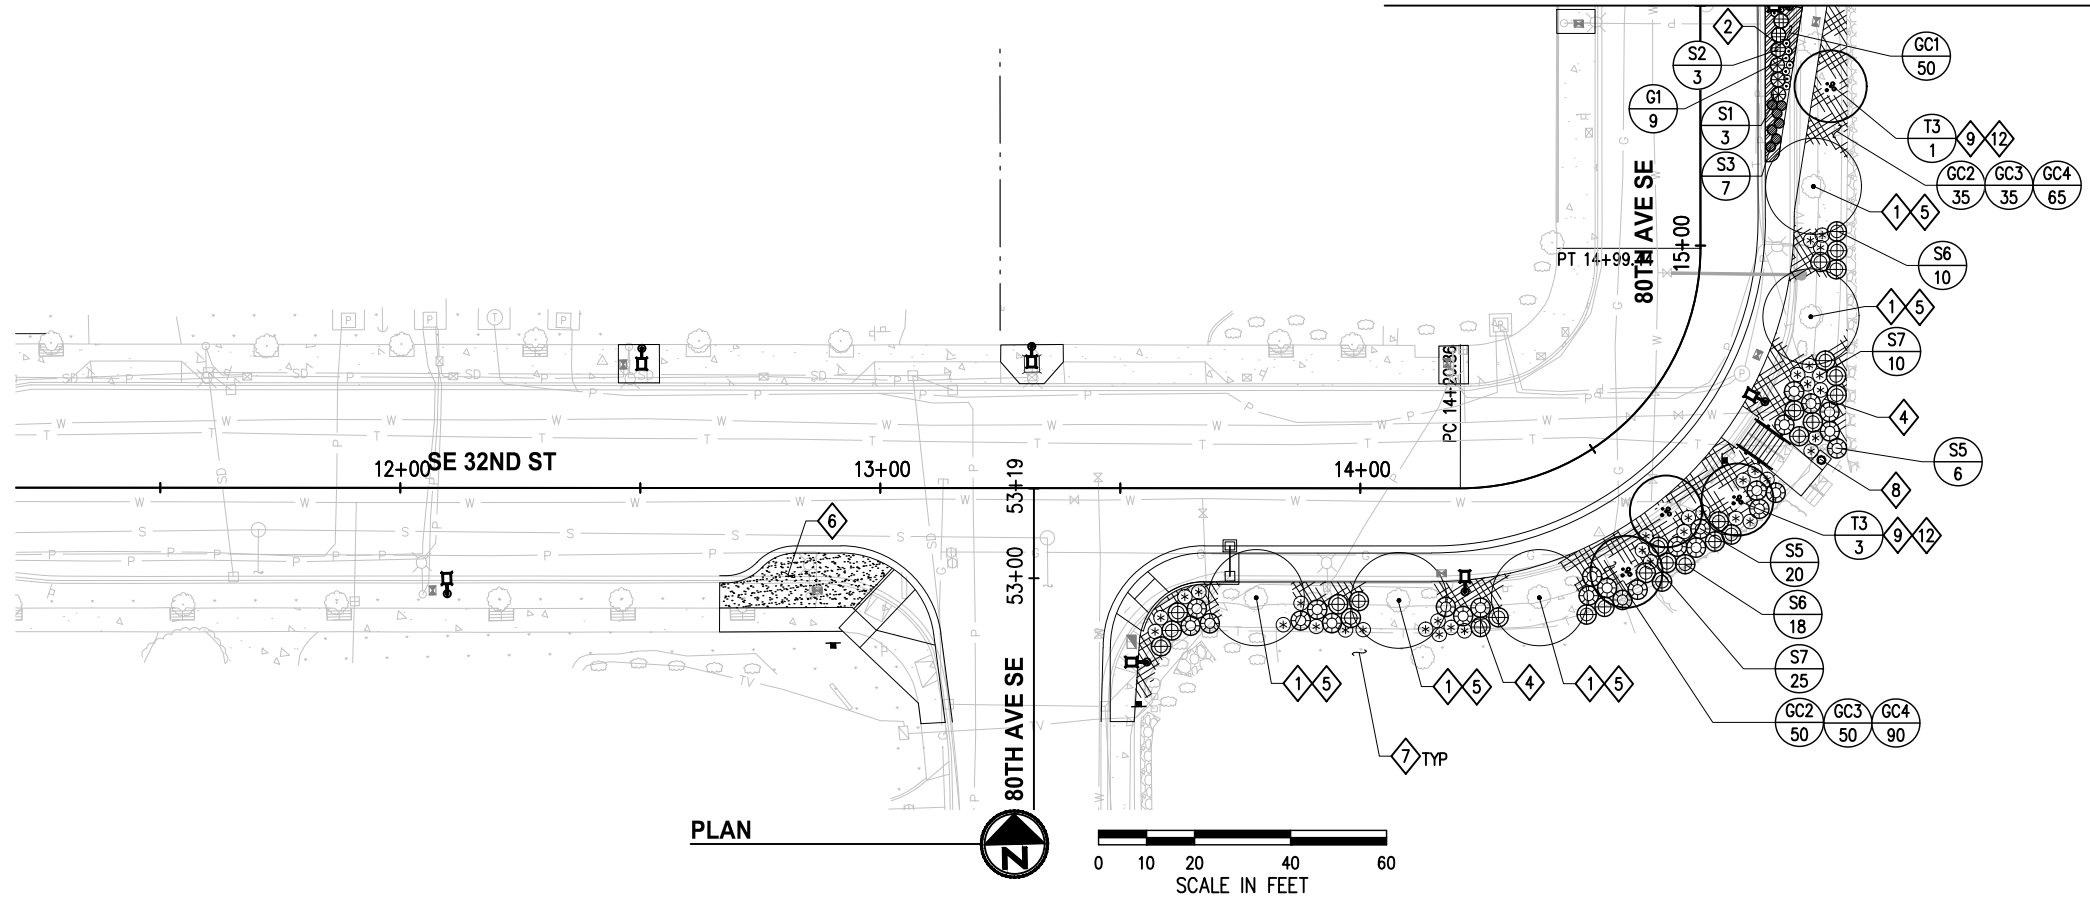 2
S2
3
GC1
50
G1
9
S1
3
T3
1
9
12
S3
7
GC2
35
GC3
35
GC4
65
1
5
S6
10
80TH AVE SE
15+00
PT 14+99.44
1
5
S7
10
PC 14+20.86
4
S5
6
8
12+00
SE 32ND ST
13+00
53+19
14+00
6
T3
3
9
12
S5
20
S6
18
S7
25
53+00
80TH AVE SE
1
5
1
5
4
1
5
GC2
50
GC3
50
GC4
90
7
TYP
PLAN
N
0
10
20
40
60
SCALE IN FEET